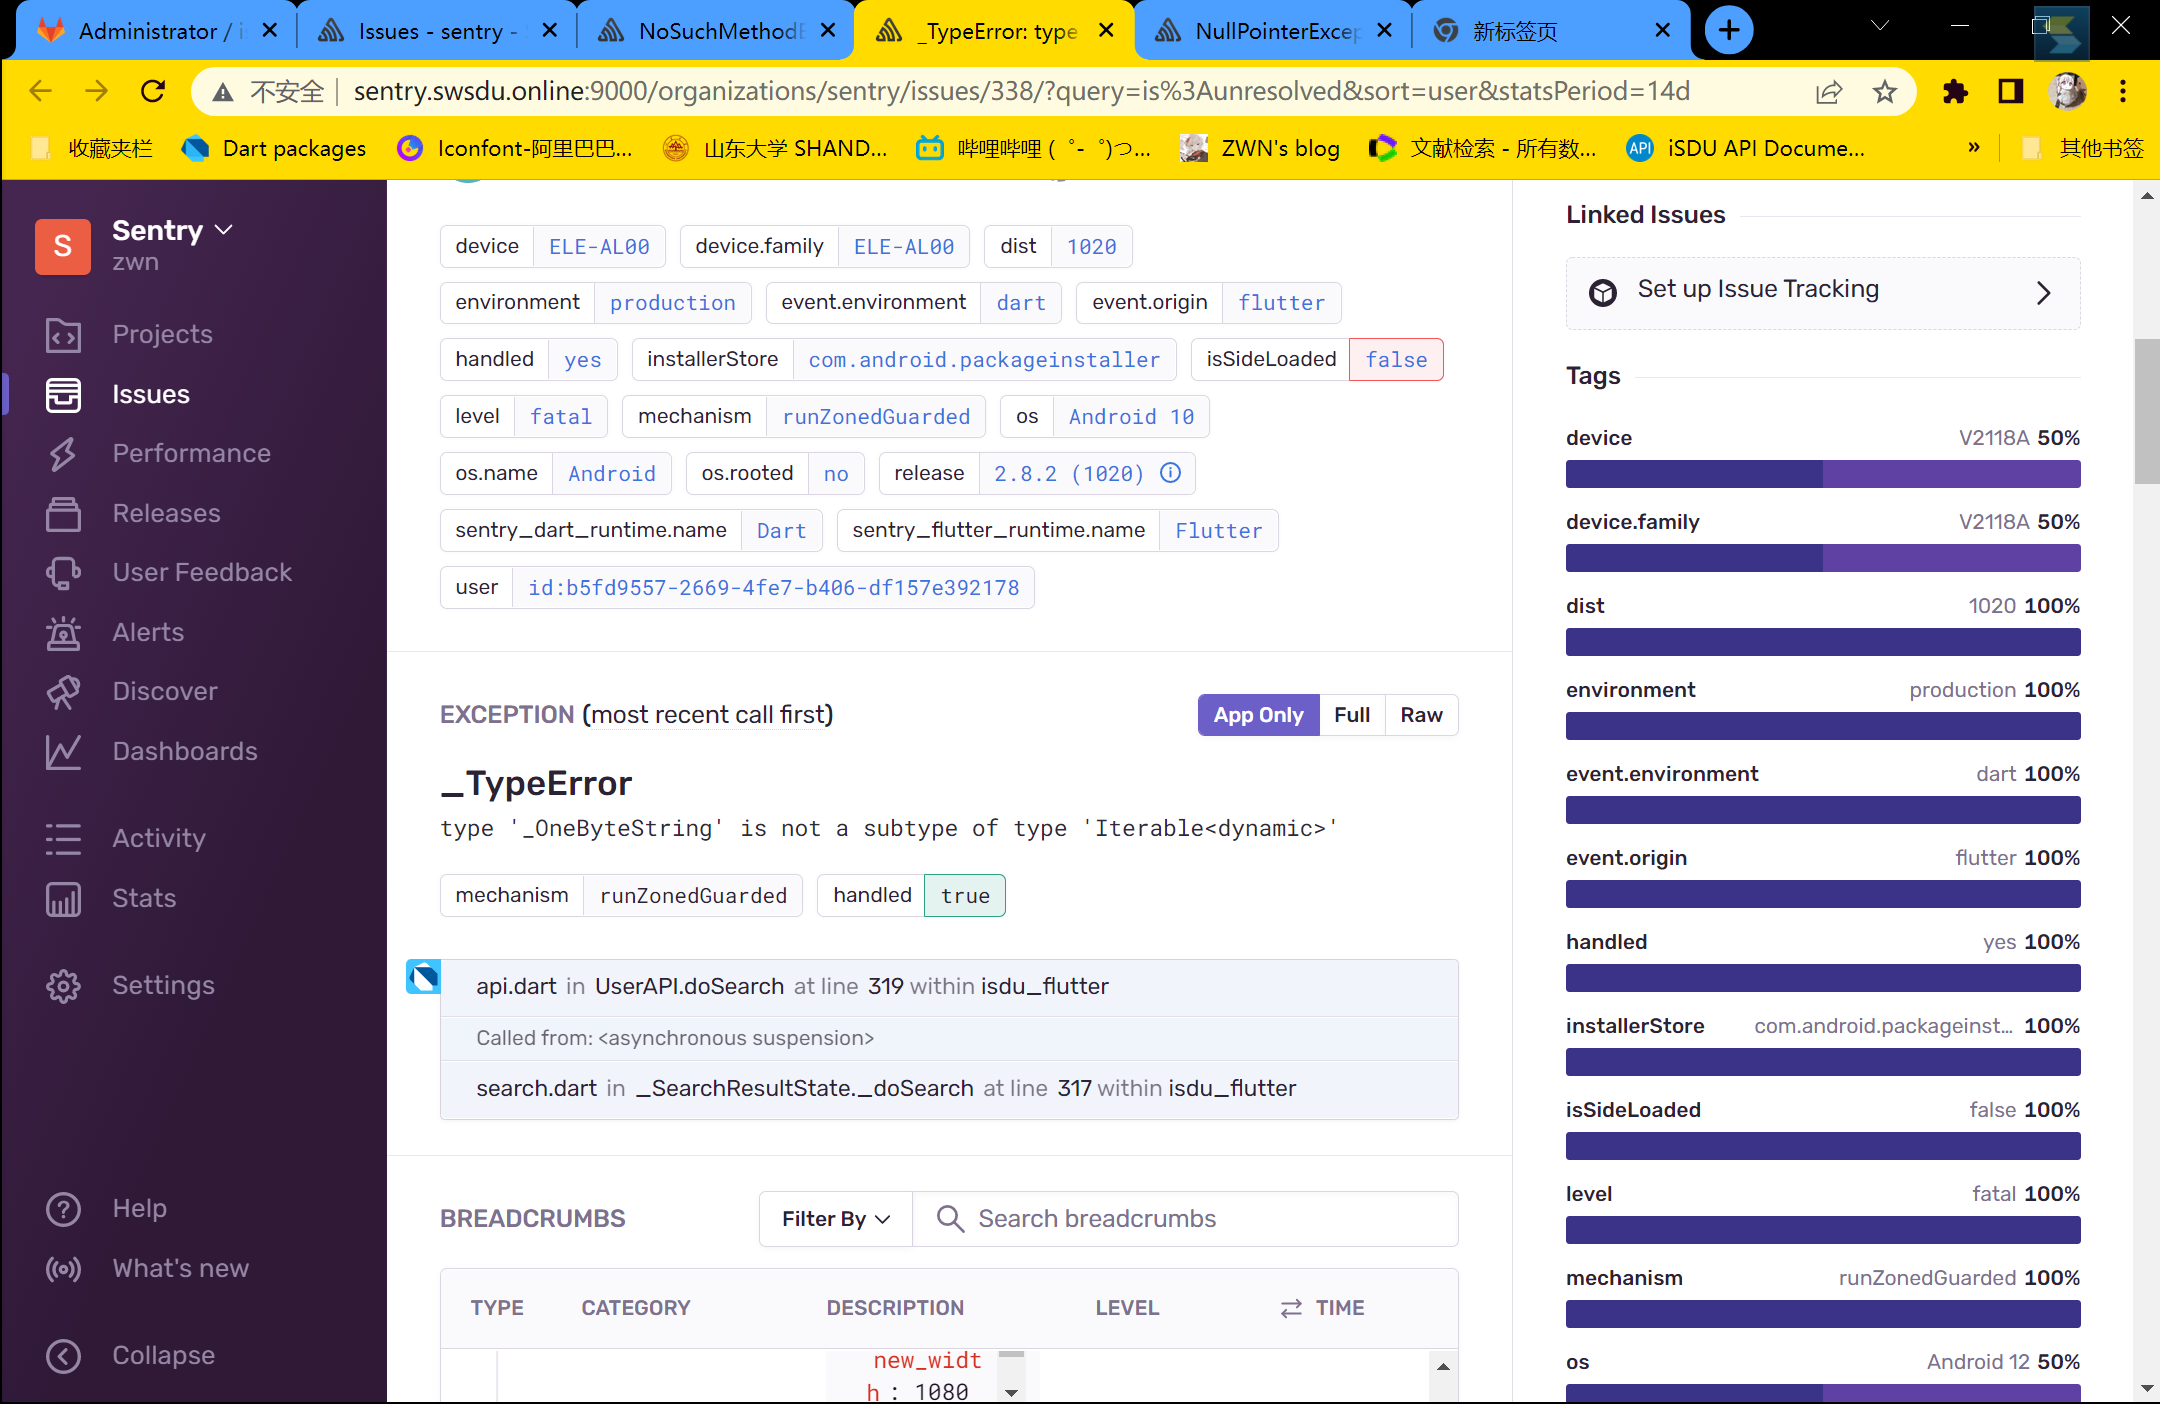 Administrator / i
Issues - sentry - S
NoSuchMethodE
_TypeError: type
NullPointerExcep
新标签页
不安全
sentry.swsdu.online:9000/organizations/sentry/issues/338/?query=is%3Aunresolved&sort=user&statsPeriod=14d
收藏夹栏
Dart packages
Iconfont-阿里巴巴...
山东大学 SHAND...
哔哩哔哩 ( ゜- ゜)つ...
ZWN's blog
文献检索 - 所有数...
API
iSDU API Docume...
»
其他书签
S
Sentry
zwn
Projects
Issues
Performance
Releases
User Feedback
Alerts
Discover
Dashboards
Activity
Stats
Settings
Help
What's new
Collapse
device ELE-AL00 device.family ELE-AL00 dist 1020
environment production event.environment dart event.origin flutter
handled yes installerStore com.android.packageinstaller isSideLoaded false
level fatal mechanism runZonedGuarded os Android 10
os.name Android os.rooted no release 2.8.2 (1020)
sentry_dart_runtime.name Dart sentry_flutter_runtime.name Flutter
user id:b5fd9557-2669-4fe7-b406-df157e392178
EXCEPTION (most recent call first)
App Only Full Raw
_TypeError
type '_OneByteString' is not a subtype of type 'Iterable<dynamic>'
mechanism runZonedGuarded handled true
api.dart in UserAPI.doSearch at line 319 within isdu_flutter
Called from: <asynchronous suspension>
search.dart in _SearchResultState._doSearch at line 317 within isdu_flutter
BREADCRUMBS
Filter By
Search breadcrumbs
TYPE CATEGORY DESCRIPTION LEVEL TIME
new_widt
h : 1080
Linked Issues
Set up Issue Tracking
Tags
device V2118A 50%
device.family V2118A 50%
dist 1020 100%
environment production 100%
event.environment dart 100%
event.origin flutter 100%
handled yes 100%
installerStore com.android.packageinst... 100%
isSideLoaded false 100%
level fatal 100%
mechanism runZonedGuarded 100%
os Android 12 50%